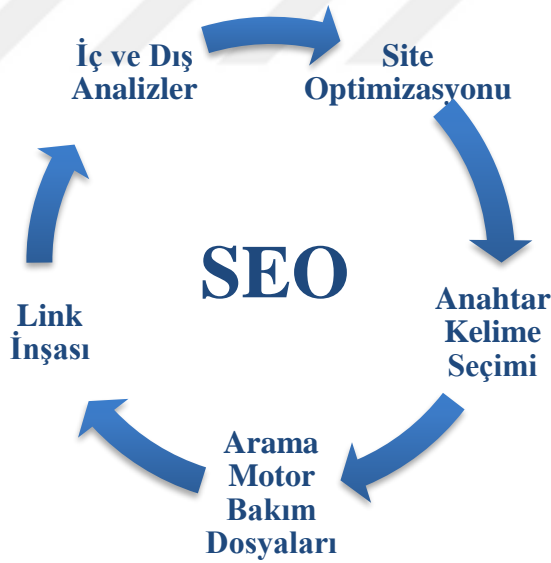 İç ve Dış
Analizler
Site
Optimizasyonu
SEO
Anahtar
Kelime
Seçimi
Link
İnşası
Arama
Motor
Bakım
Dosyaları